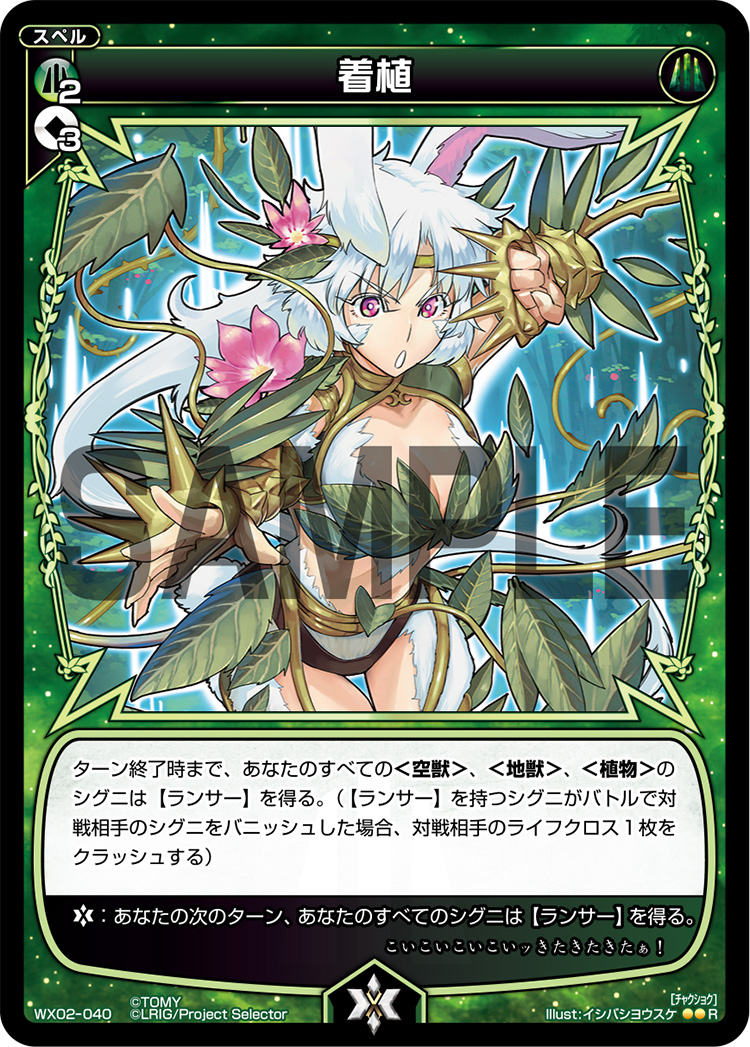 スペル
着植
2
3
SAMPLE
ターン終了時まで、あなたのすべての<空獣>、<地獣>、<植物>の
シグニは【ランサー】を得る。(【ランサー】を持つシグニがバトルで対
戦相手のシグニをバニッシュした場合、対戦相手のライフクロス1枚を
クラッシュする)
:あなたの次のターン、あなたのすべてのシグニは【ランサー】を得る。
こいこいこいこいッきたきたきたぁ!
©TOMY
[チャクショク]
WX02-040 ©LRIG/Project Selector Illust:イシバシヨウスケ R